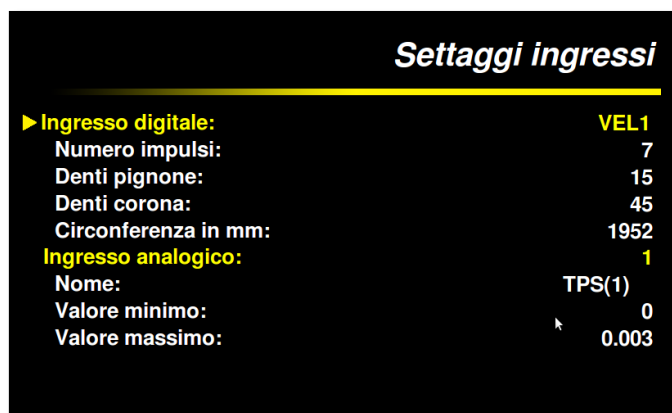 Settaggi ingressi
Ingresso digitale: VEL1
Numero impulsi: 7
Denti pignone: 15
Denti corona: 45
Circonferenza in mm: 1952
Ingresso analogico: 1
Nome: TPS(1)
Valore minimo: 0
Valore massimo: 0.003